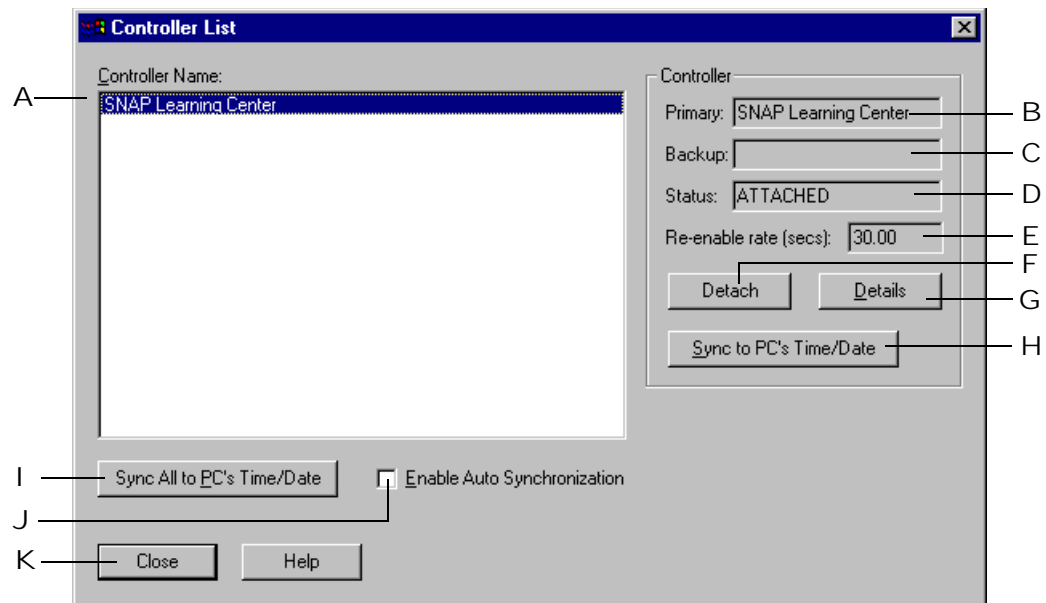 Controller List
Controller Name:
A
SNAP Learning Center
Controller
Primary: SNAP Learning Center
B
Backup:
C
Status: ATTACHED
D
Re-enable rate (secs): 30.00
E
F
Detach
Details
G
Sync to PC's Time/Date
H
I
Sync All to PC's Time/Date
Enable Auto Synchronization
J
K
Close
Help